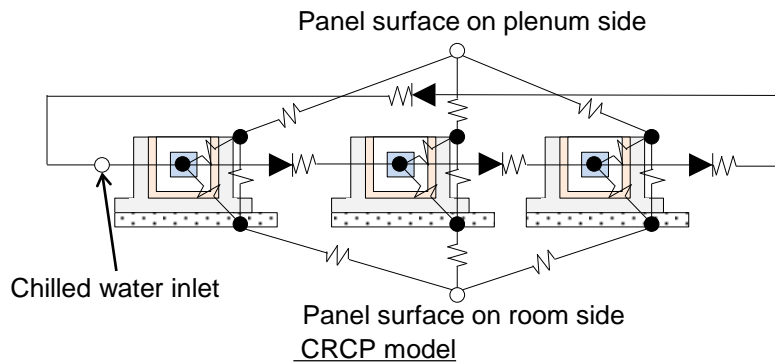 Panel surface on plenum side
Chilled water inlet
Panel surface on room side
CRCP model